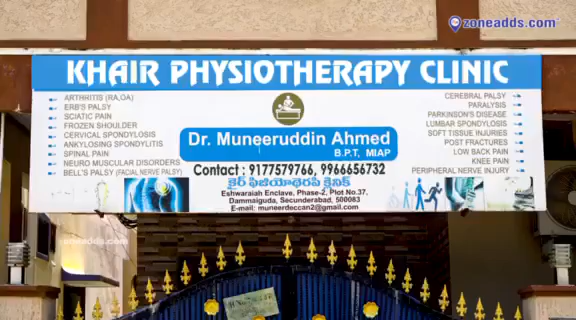 zoneadds.com
KHAIR PHYSIOTHERAPY CLINIC
ARTHRITIS (RA,OA)
ERB'S PALSY
SCIATIC PAIN
FROZEN SHOULDER
CERVICAL SPONDYLOSIS
ANKYLOSING SPONDYLITIS
SPINAL PAIN
NEURO MUSCULAR DISORDERS
BELL'S PALSY (FACIAL NERVE PALSY)
CEREBRAL PALSY
PARALYSIS
PARKINSON'S DISEASE
LUMBAR SPONDYLOSIS
SOFT TISSUE INJURIES
POST FRACTURES
LOW BACK PAIN
KNEE PAIN
PERIPHERAL NERVE INJURY
Dr. Muneeruddin Ahmed
B.P.T, MIAP
Contact : 9177579766, 9966656732
ఖైర్ ఫిజియోథెరపి క్లినిక్
Eshwaraiah Enclave, Phase-2, Plot No.37,
Dammaiguda, Secunderabad, 500083
E-mail: muneerdeccan2@gmail.com
zoneadds.com